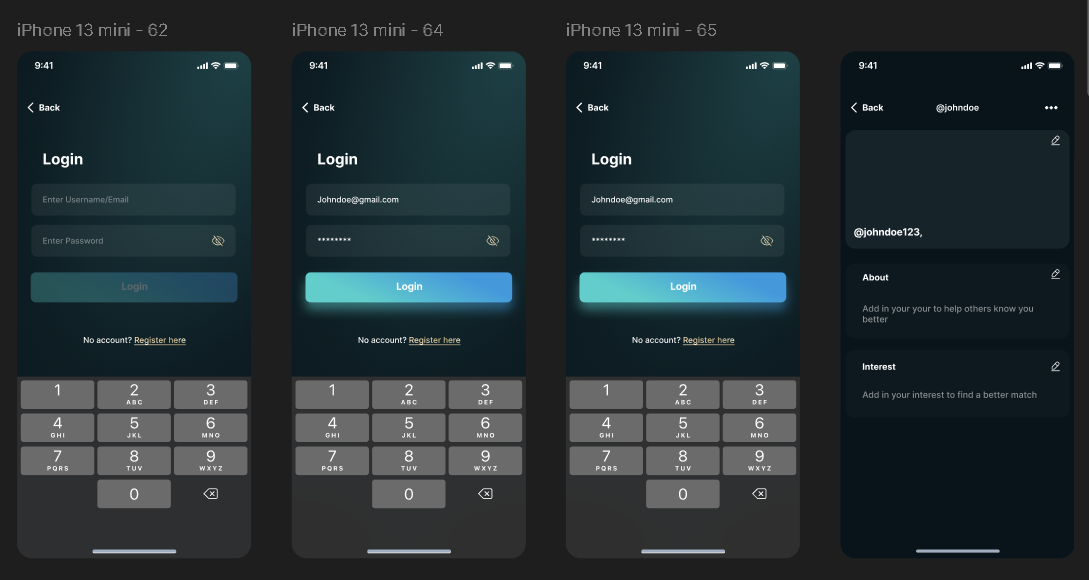 iPhone 13 mini - 62
9:41
Back
Login
Enter Username/Email
Enter Password
Login
No account? Register here
1
2
ABC
3
DEF
4
GHI
5
JKL
6
MNO
7
PQRS
8
TUV
9
WXYZ
0
iPhone 13 mini - 64
9:41
Back
Login
Johndoe@gmail.com
********
Login
No account? Register here
1
2
ABC
3
DEF
4
GHI
5
JKL
6
MNO
7
PQRS
8
TUV
9
WXYZ
0
iPhone 13 mini - 65
9:41
Back
Login
Johndoe@gmail.com
********
Login
No account? Register here
1
2
ABC
3
DEF
4
GHI
5
JKL
6
MNO
7
PQRS
8
TUV
9
WXYZ
0
9:41
Back
@johndoe
@johndoe123,
About
Add in your your to help others know you
better
Interest
Add in your interest to find a better match